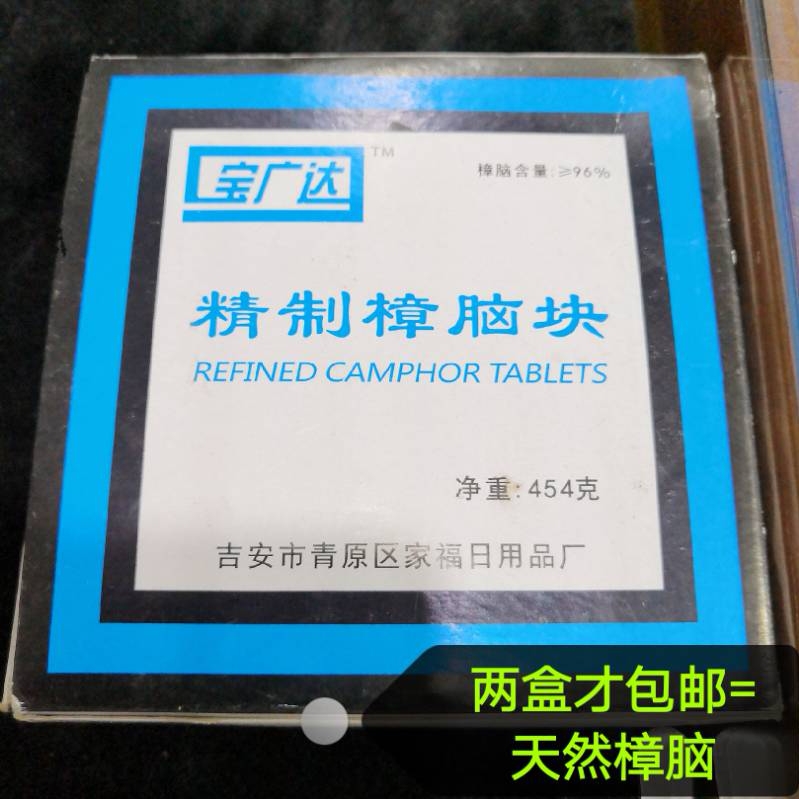 宝广达 TM
樟脑含量:≥96%
精制樟脑块
REFINED CAMPHOR TABLETS
净重:454克
吉安市青原区家福日用品厂
两盒才包邮=
天然樟脑